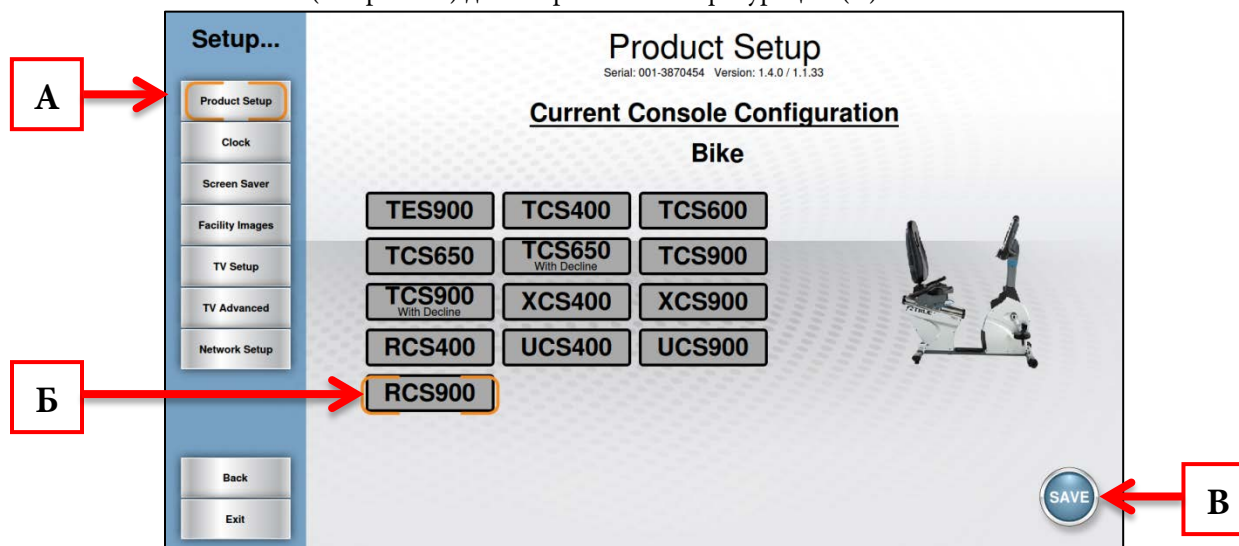 Setup...
Product Setup
Serial: 001-3870454 Version: 1.4.0 / 1.1.33
А
Product Setup
Clock
Screen Saver
Facility Images
TV Setup
TV Advanced
Network Setup
Current Console Configuration
Bike
TES900 TCS400 TCS600
TCS650 TCS650 With Decline TCS900
TCS900 With Decline XCS400 XCS900
RCS400 UCS400 UCS900
Б
RCS900
Back
Exit
SAVE
В